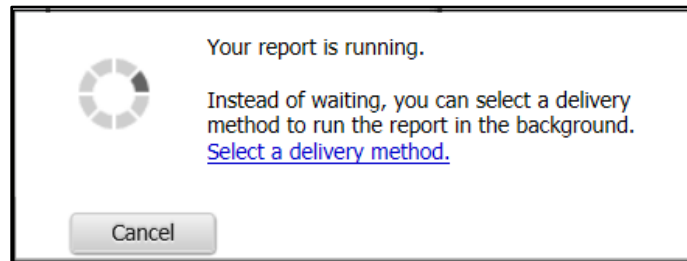 Your report is running.
Instead of waiting, you can select a delivery
method to run the report in the background.
Select a delivery method.
Cancel